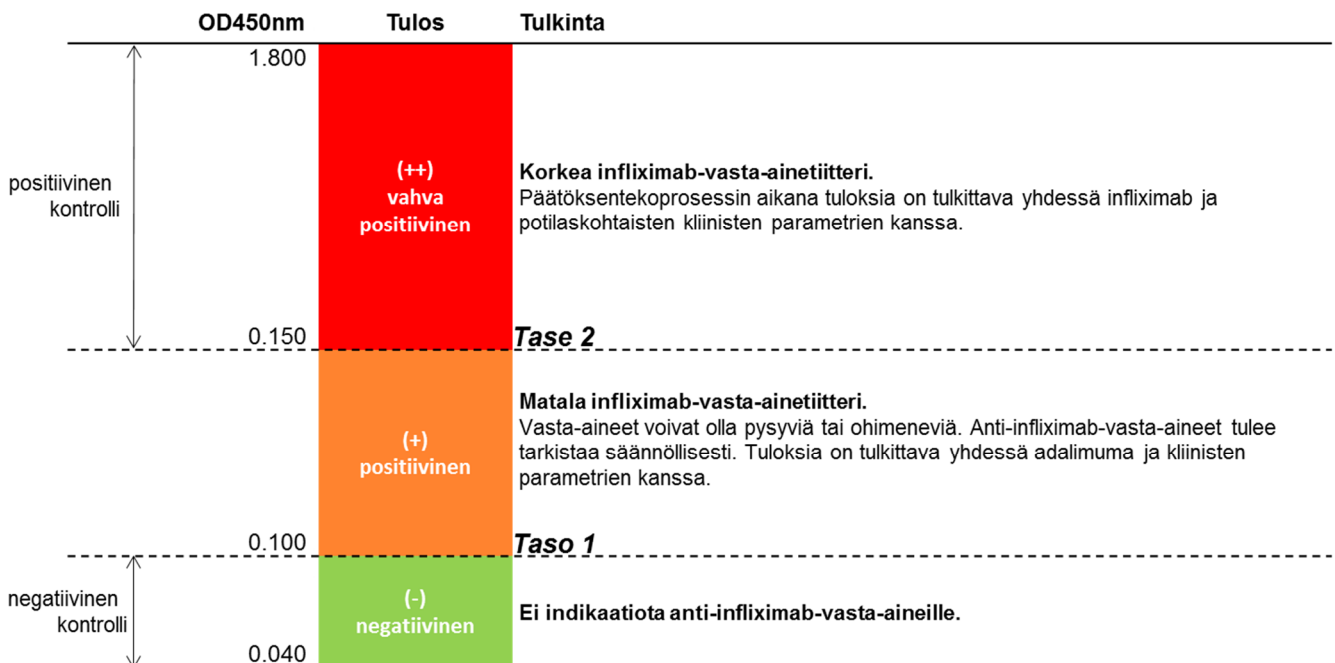 OD450nm Tulos Tulkinta
1.800
positiivinen
kontrolli
(++)
vahva
positiivinen
Korkea infliximab-vasta-ainetiitteri.
Päätöksentekoprosessin aikana tuloksia on tulkittava yhdessä infliximab ja
potilaskohtaisten kliinisten parametrien kanssa.
0.150
Tase 2
(+)
positiivinen
Matala infliximab-vasta-ainetiitteri.
Vasta-aineet voivat olla pysyviä tai ohimeneviä. Anti-infliximab-vasta-aineet tulee
tarkistaa säännöllisesti. Tuloksia on tulkittava yhdessä adalimuma ja kliinisten
parametrien kanssa.
0.100
Taso 1
negatiivinen
kontrolli
(-)
negatiivinen
Ei indikaatiota anti-infliximab-vasta-aineille.
0.040